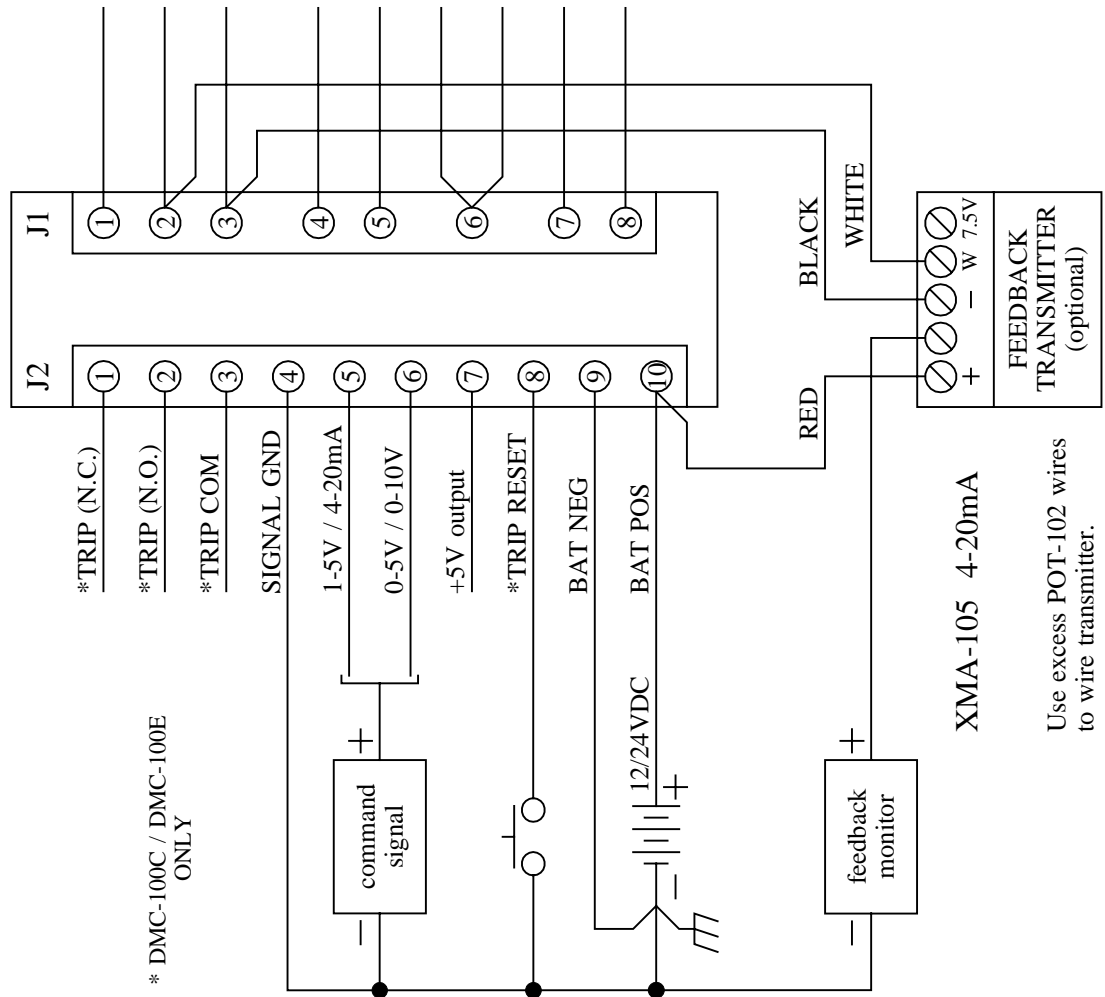 J1
1
2
3
4
5
6
7
8
J2
1
2
3
4
5
6
7
8
9
10
*TRIP (N.C.)
*TRIP (N.O.)
*TRIP COM
SIGNAL GND
1-5V / 4-20mA
0-5V / 0-10V
+5V output
*TRIP RESET
BAT NEG
BAT POS
BLACK
WHITE
RED
W 7.5V
−
+
FEEDBACK
TRANSMITTER
(optional)
* DMC-100C / DMC-100E
ONLY
+
command
signal
−
12/24VDC
+
−
+
feedback
monitor
−
XMA-105 4-20mA
Use excess POT-102 wires
to wire transmitter.